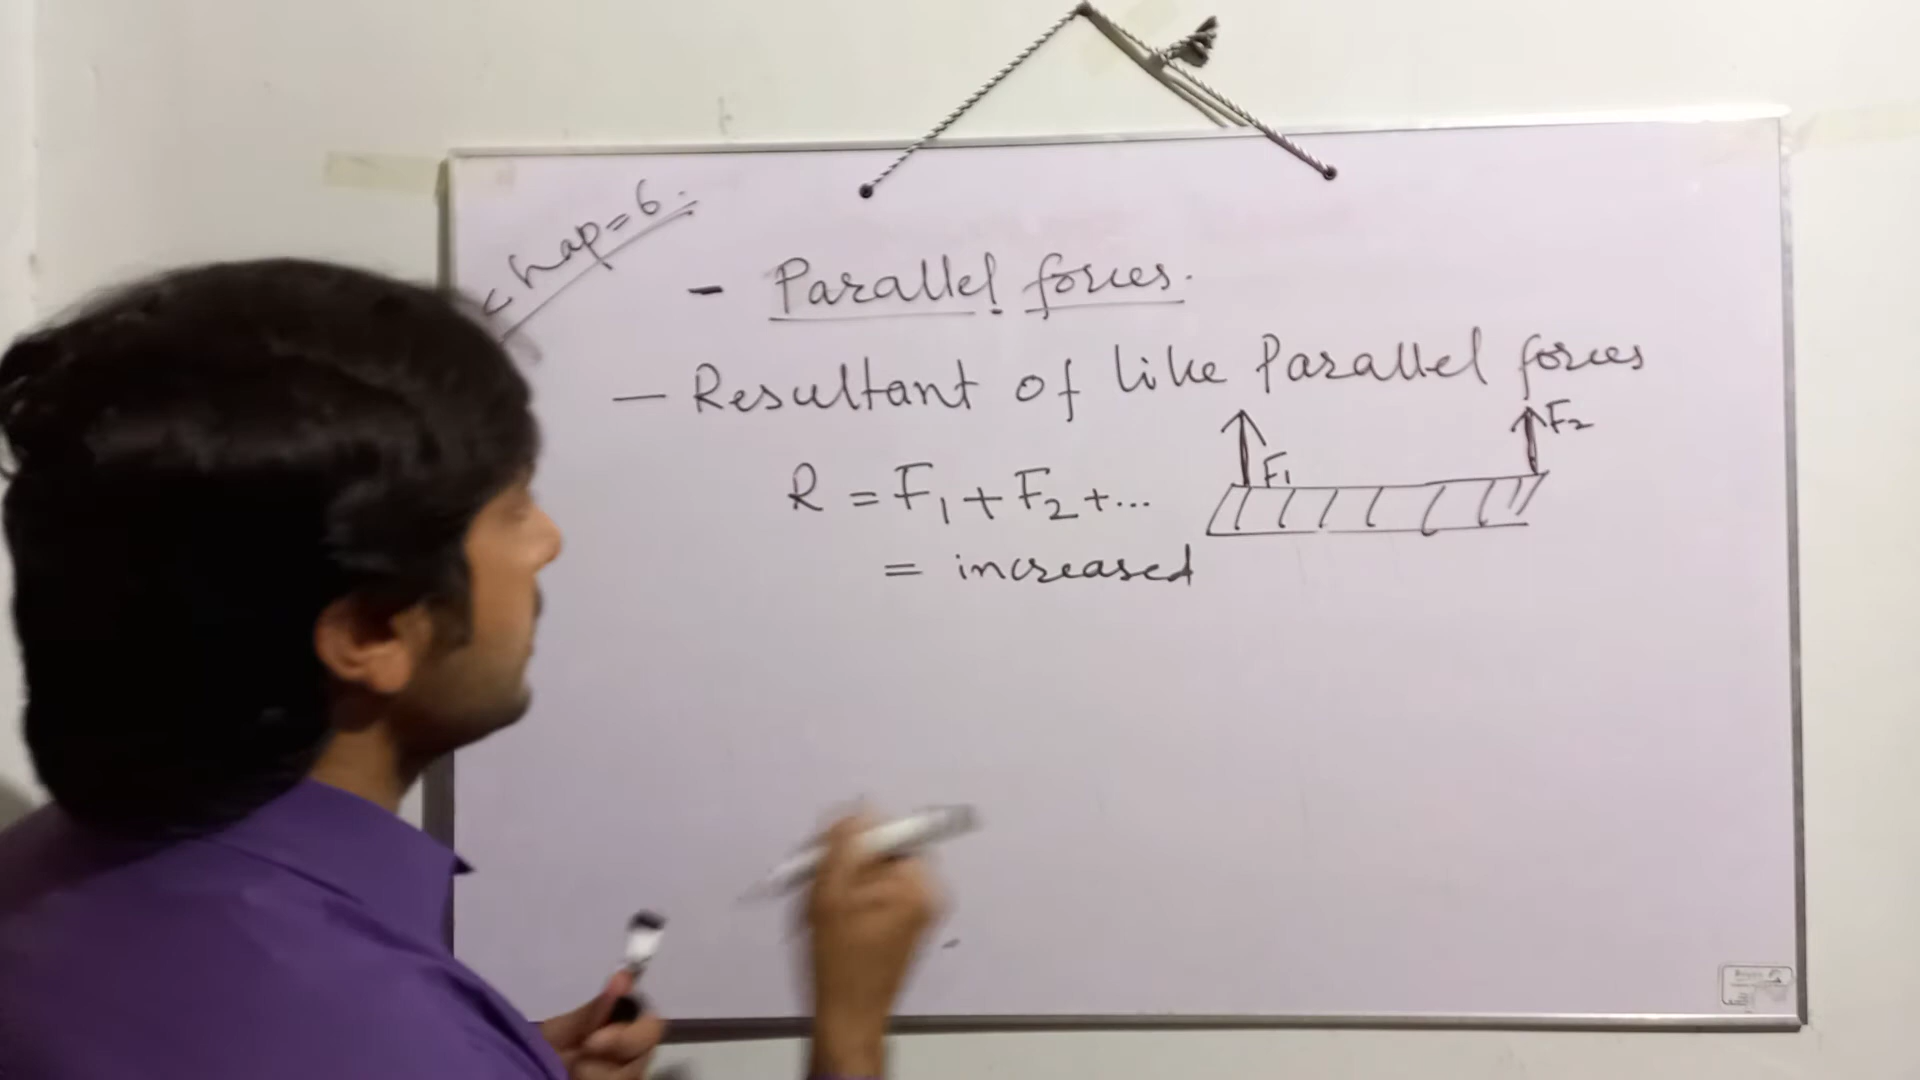 Chap=6.
- Parallel forces.
- Resultant of like Parallel forces
F1
F2
R = F1 + F2 + ...
= increased